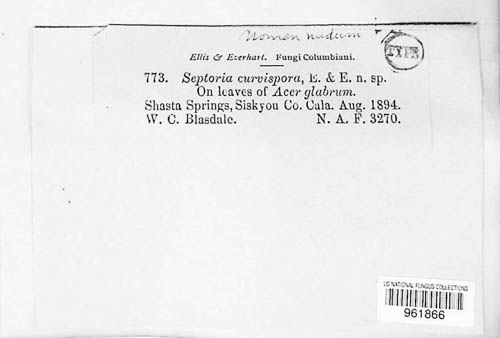 Nomen nudum
TYPE
Ellis & Everhart. Fungi Columbiani.
773. Septoria curvispora, E. & E. n. sp.
On leaves of Acer glabrum.
Shasta Springs, Siskyou Co. Cala. Aug. 1894.
W. C. Blasdale. N. A. F. 3270.
US NATIONAL FUNGUS COLLECTIONS
961866